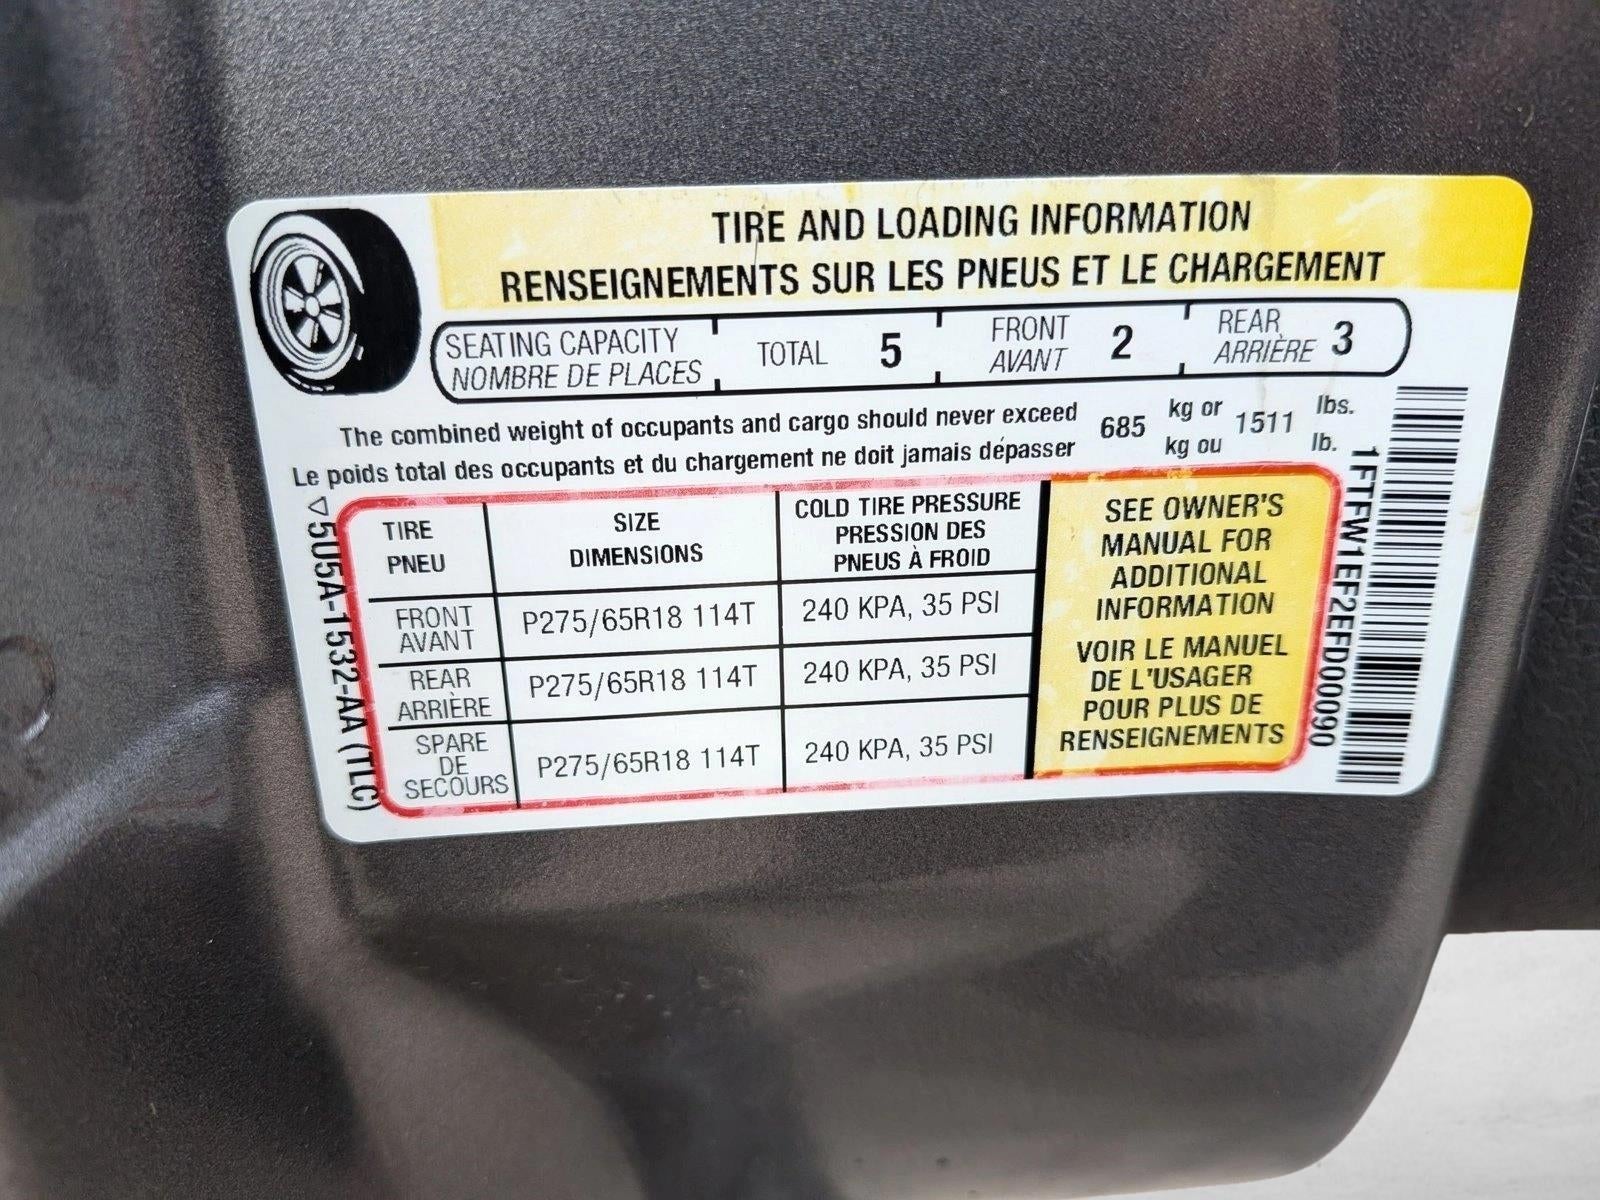 TIRE AND LOADING INFORMATION
RENSEIGNEMENTS SUR LES PNEUS ET LE CHARGEMENT
SEATING CAPACITY
NOMBRE DE PLACES
TOTAL 5
FRONT
AVANT
2
REAR
ARRIÈRE
3
The combined weight of occupants and cargo should never exceed 685 kg or 1511 lbs.
Le poids total des occupants et du chargement ne doit jamais dépasser kg ou lb.
TIRE
PNEU
SIZE
DIMENSIONS
COLD TIRE PRESSURE
PRESSION DES
PNEUS À FROID
FRONT
AVANT
P275/65R18 114T
240 KPA, 35 PSI
REAR
ARRIÈRE
P275/65R18 114T
240 KPA, 35 PSI
SPARE
DE
SECOURS
P275/65R18 114T
240 KPA, 35 PSI
SEE OWNER'S
MANUAL FOR
ADDITIONAL
INFORMATION
VOIR LE MANUEL
DE L'USAGER
POUR PLUS DE
RENSEIGNEMENTS
5U5A-1532-AA (TLC)
1FTFW1EF2EFD00090